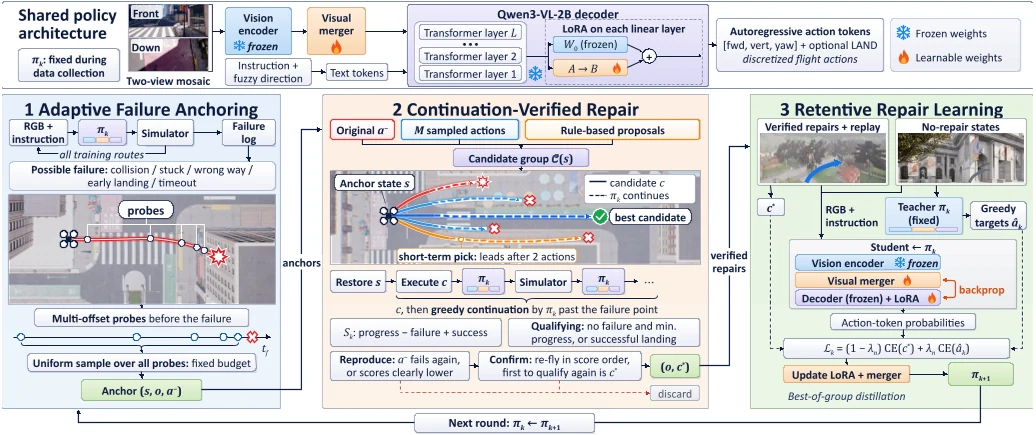 Shared policy
architecture
π_k: fixed during
data collection
Front
Down
Two-view mosaic
Vision
encoder
frozen
Visual
merger
Instruction +
fuzzy direction
Text tokens
Qwen3-VL-2B decoder
Transformer layer L
•••
Transformer layer 2
Transformer layer 1
LoRA on each linear layer
W₀ (frozen)
A → B
+
Autoregressive action tokens
[fwd, vert, yaw] + optional LAND
discretized flight actions
Frozen weights
Learnable weights
1 Adaptive Failure Anchoring
RGB +
instruction
π_k
Simulator
Failure
log
all training routes
Possible failure: collision / stuck / wrong way /
early landing / timeout
probes
Multi-offset probes before the failure
t_f
Uniform sample over all probes: fixed budget
Anchor (s, o, a⁻)
anchors
2 Continuation-Verified Repair
Original a⁻
M sampled actions
Rule-based proposals
Candidate group C(s)
Anchor state s
candidate c
π_k continues
best candidate
short-term pick: leads after 2 actions
Restore s
Execute c
π_k
Simulator
π_k
...
c, then greedy continuation by π_k past the failure point
S_k: progress − failure + success
Qualifying: no failure and min.
progress, or successful landing
Reproduce: a⁻ fails again,
or scores clearly lower
Confirm: re-fly in score order,
first to qualify again is c*
(o, c*)
discard
verified
repairs
3 Retentive Repair Learning
Verified repairs + replay
No-repair states
c*
RGB +
instruction
Teacher π_k
(fixed)
Greedy
targets â_k
Student ← π_k
Vision encoder
frozen
Visual merger
Decoder (frozen) + LoRA
backprop
Action-token probabilities
ℒ_k = (1 − λ_n) CE(c*) + λ_n CE(â_k)
Update LoRA + merger
π_{k+1}
Best-of-group distillation
Next round: π_k ← π_{k+1}